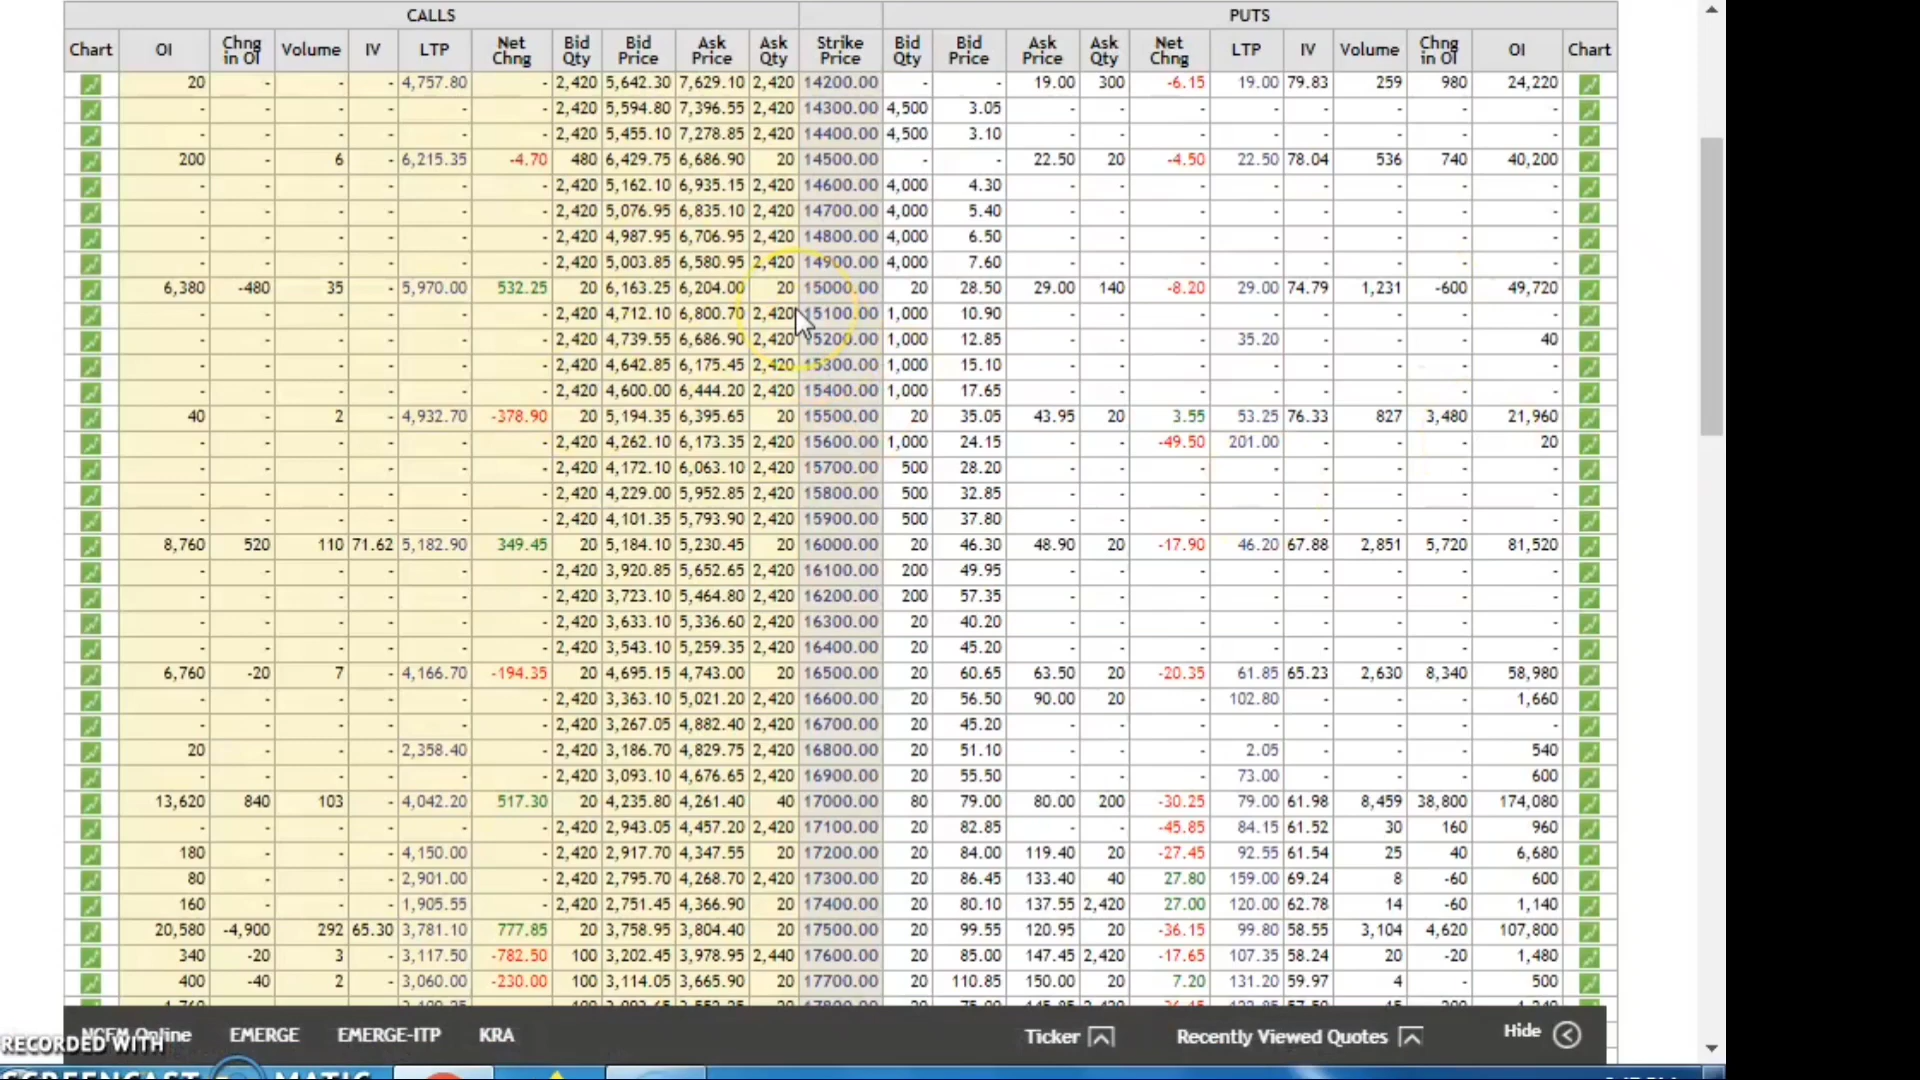 CALLS PUTS
Chart OI Chng in OI Volume IV LTP Net Chng Bid Qty Bid Price Ask Price Ask Qty Strike Price Bid Qty Bid Price Ask Price Ask Qty Net Chng LTP IV Volume Chng in OI OI Chart
20 - - - 4,757.80 - 2,420 5,642.30 7,629.10 2,420 14200.00 - - 19.00 300 -6.15 19.00 79.83 259 980 24,220
- - - - - - 2,420 5,594.80 7,396.55 2,420 14300.00 4,500 3.05 - - - - - - - -
- - - - - - 2,420 5,455.10 7,278.85 2,420 14400.00 4,500 3.10 - - - - - - - -
200 - 6 - 6,215.35 -4.70 480 6,429.75 6,686.90 20 14500.00 - - 22.50 20 -4.50 22.50 78.04 536 740 40,200
- - - - - - 2,420 5,162.10 6,935.15 2,420 14600.00 4,000 4.30 - - - - - - - -
- - - - - - 2,420 5,076.95 6,835.10 2,420 14700.00 4,000 5.40 - - - - - - - -
- - - - - - 2,420 4,987.95 6,706.95 2,420 14800.00 4,000 6.50 - - - - - - - -
- - - - - - 2,420 5,003.85 6,580.95 2,420 14900.00 4,000 7.60 - - - - - - - -
6,380 -480 35 - 5,970.00 532.25 20 6,163.25 6,204.00 20 15000.00 20 28.50 29.00 140 -8.20 29.00 74.79 1,231 -600 49,720
- - - - - - 2,420 4,712.10 6,800.70 2,420 15100.00 1,000 10.90 - - - - - - - -
- - - - - - 2,420 4,739.55 6,686.90 2,420 15200.00 1,000 12.85 - - - 35.20 - - - 40
- - - - - - 2,420 4,642.85 6,175.45 2,420 15300.00 1,000 15.10 - - - - - - - -
- - - - - - 2,420 4,600.00 6,444.20 2,420 15400.00 1,000 17.65 - - - - - - - -
40 - 2 - 4,932.70 -378.90 20 5,194.35 6,395.65 20 15500.00 20 35.05 43.95 20 3.55 53.25 76.33 827 3,480 21,960
- - - - - - 2,420 4,262.10 6,173.35 2,420 15600.00 1,000 24.15 - - -49.50 201.00 - - - 20
- - - - - - 2,420 4,172.10 6,063.10 2,420 15700.00 500 28.20 - - - - - - - -
- - - - - - 2,420 4,229.00 5,952.85 2,420 15800.00 500 32.85 - - - - - - - -
- - - - - - 2,420 4,101.35 5,793.90 2,420 15900.00 500 37.80 - - - - - - - -
8,760 520 110 71.62 5,182.90 349.45 20 5,184.10 5,230.45 20 16000.00 20 46.30 48.90 20 -17.90 46.20 67.88 2,851 5,720 81,520
- - - - - - 2,420 3,920.85 5,652.65 2,420 16100.00 200 49.95 - - - - - - - -
- - - - - - 2,420 3,723.10 5,464.80 2,420 16200.00 200 57.35 - - - - - - - -
- - - - - - 2,420 3,633.10 5,336.60 2,420 16300.00 20 40.20 - - - - - - - -
- - - - - - 2,420 3,543.10 5,259.35 2,420 16400.00 20 45.20 - - - - - - - -
6,760 -20 7 - 4,166.70 -194.35 20 4,695.15 4,743.00 20 16500.00 20 60.65 63.50 20 -20.35 61.85 65.23 2,630 8,340 58,980
- - - - - - 2,420 3,363.10 5,021.20 2,420 16600.00 20 56.50 90.00 20 - 102.80 - - - 1,660
- - - - - - 2,420 3,267.05 4,882.40 2,420 16700.00 20 45.20 - - - - - - - -
20 - - - 2,358.40 - 2,420 3,186.70 4,829.75 2,420 16800.00 20 51.10 - - - 2.05 - - - 540
- - - - - - 2,420 3,093.10 4,676.65 2,420 16900.00 20 55.50 - - - 73.00 - - - 600
13,620 840 103 - 4,042.20 517.30 20 4,235.80 4,261.40 40 17000.00 80 79.00 80.00 200 -30.25 79.00 61.98 8,459 38,800 174,080
- - - - - - 2,420 2,943.05 4,457.20 2,420 17100.00 20 82.85 - - -45.85 84.15 61.52 30 160 960
180 - - - 4,150.00 - 2,420 2,917.70 4,347.55 20 17200.00 20 84.00 119.40 20 -27.45 92.55 61.54 25 40 6,680
80 - - - 2,901.00 - 2,420 2,795.70 4,268.70 2,420 17300.00 20 86.45 133.40 40 27.80 159.00 69.24 8 -60 600
160 - - - 1,905.55 - 2,420 2,751.45 4,366.90 20 17400.00 20 80.10 137.55 2,420 27.00 120.00 62.78 14 -60 1,140
20,580 -4,900 292 65.30 3,781.10 777.85 20 3,758.95 3,804.40 20 17500.00 20 99.55 120.95 20 -36.15 99.80 58.55 3,104 4,620 107,800
340 -20 3 - 3,117.50 -782.50 100 3,202.45 3,978.95 2,440 17600.00 20 85.00 147.45 2,420 -17.65 107.35 58.24 20 -20 1,480
400 -40 2 - 3,060.00 -230.00 100 3,114.05 3,665.90 20 17700.00 20 110.85 150.00 20 7.20 131.20 59.97 4 - 500
NCFM Online EMERGE EMERGE-ITP KRA Ticker Recently Viewed Quotes Hide
RECORDED WITH
SCREENCAST MATIC